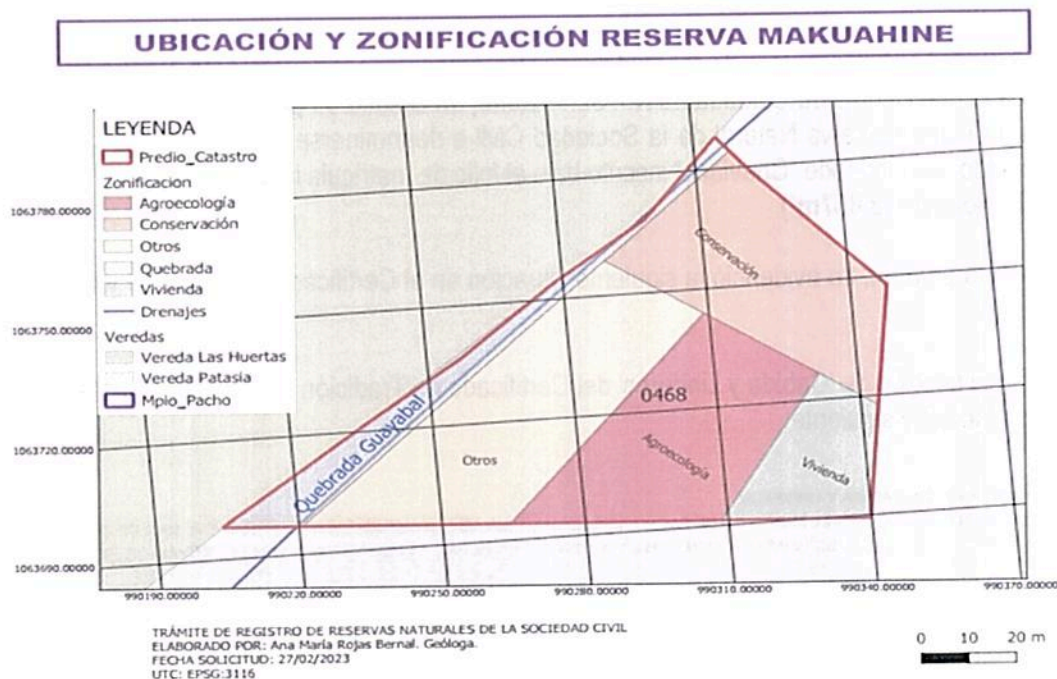 UBICACIÓN Y ZONIFICACIÓN RESERVA MAKUAHINE
LEYENDA
Predio_Catastro
Zonificacion
Agroecología
Conservación
Otros
Quebrada
Vivienda
Drenajes
Veredas
Vereda Las Huertas
Vereda Patasia
Mpio_Pacho
1063780.00000
1063750.00000
1063720.00000
1063690.00000
Conservación
0468
Agroecología
Otros
Vivienda
Quebrada Guayabal
990190.00000
990220.00000
990250.00000
990280.00000
990310.00000
990340.00000
990370.00000
TRÁMITE DE REGISTRO DE RESERVAS NATURALES DE LA SOCIEDAD CIVIL
ELABORADO POR: Ana María Rojas Bernal. Geóloga.
FECHA SOLICITUD: 27/02/2023
UTC: EPSG:3116
0 10 20 m